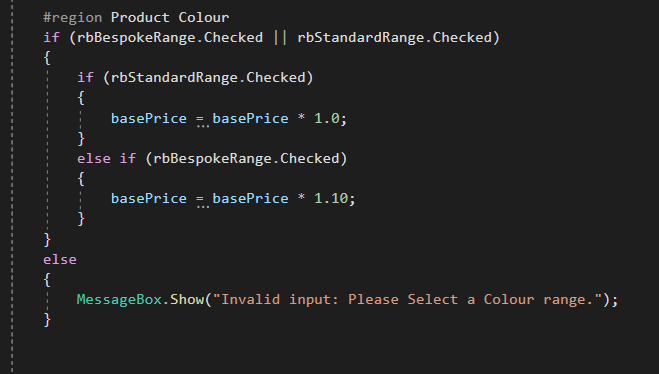 #region Product Colour
if (rbBespokeRange.Checked || rbStandardRange.Checked)
{
if (rbStandardRange.Checked)
{
basePrice = basePrice * 1.0;
}
else if (rbBespokeRange.Checked)
{
basePrice = basePrice * 1.10;
}
}
else
{
MessageBox.Show("Invalid input: Please Select a Colour range.");
}